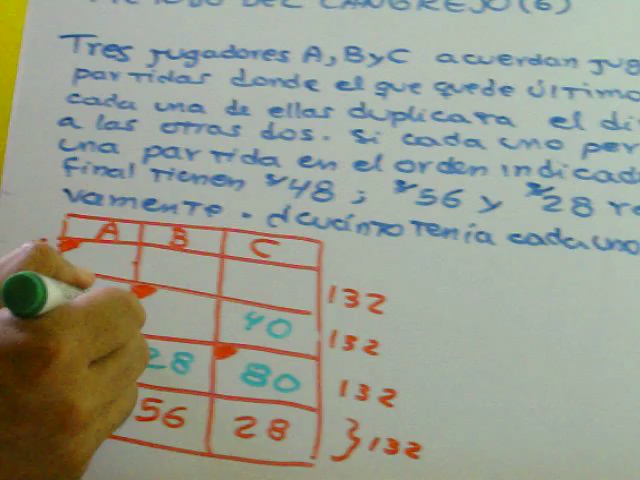 DEL CANGREJO (6)
Tres jugadores A, B y C acuerdan
partidas donde el que quede último
cada una de ellas duplicara el
a las otras dos. Si cada uno
una partida en el orden
final tienen $48 ; $56 y $28
vamente. ¿cuánto tenía cada uno
A B C
132
40 132
28 80 132
56 28 } 132